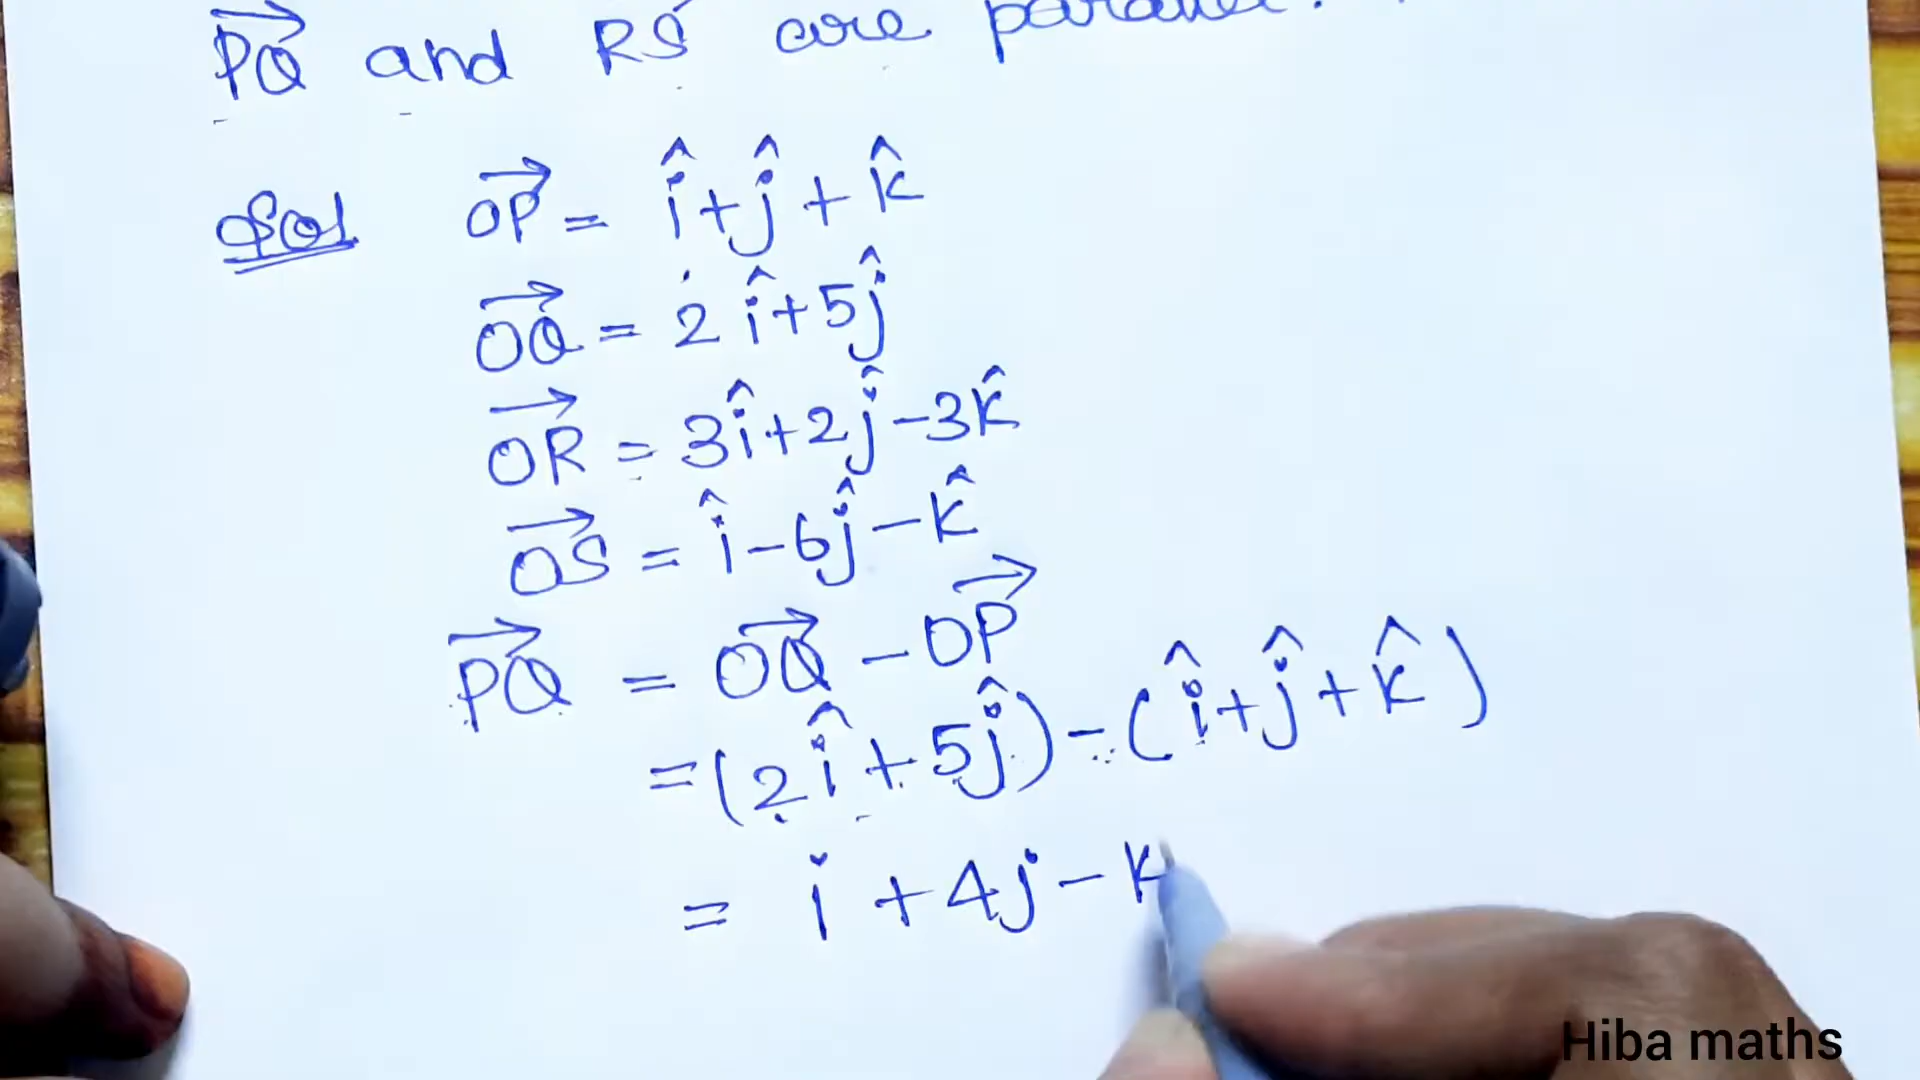 PQ and RS are parallel.
Sol OP = î + ĵ + k̂
OQ = 2î + 5ĵ
OR = 3î + 2ĵ - 3k̂
OS = î - 6ĵ - k̂
PQ = OQ - OP
= (2î + 5ĵ) - (î + ĵ + k̂)
= i + 4j - k
Hiba maths